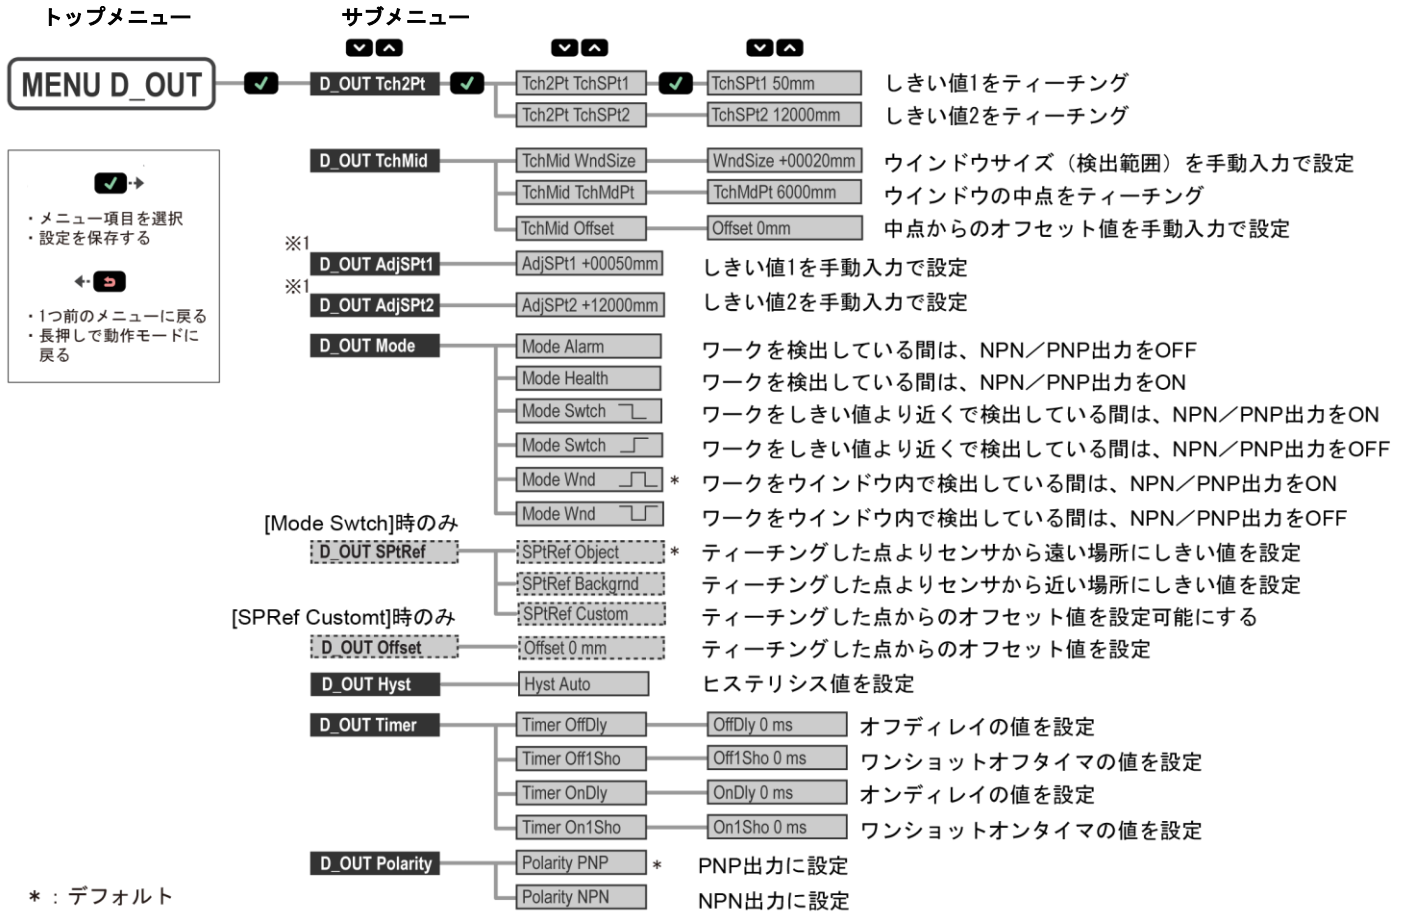 トップメニュー サブメニュー
MENU D_OUT D_OUT Tch2Pt Tch2Pt TchSPt1 TchSPt1 50mm しきい値1をティーチング
Tch2Pt TchSPt2 TchSPt2 12000mm しきい値2をティーチング
D_OUT TchMid TchMid WndSize WndSize +00020mm ウインドウサイズ（検出範囲）を手動入力で設定
TchMid TchMdPt TchMdPt 6000mm ウインドウの中点をティーチング
TchMid Offset Offset 0mm 中点からのオフセット値を手動入力で設定
・メニュー項目を選択
・設定を保存する
・1つ前のメニューに戻る
・長押しで動作モードに
戻る
※1
D_OUT AdjSPt1 AdjSPt1 +00050mm しきい値1を手動入力で設定
※1
D_OUT AdjSPt2 AdjSPt2 +12000mm しきい値2を手動入力で設定
D_OUT Mode Mode Alarm ワークを検出している間は、NPN／PNP出力をOFF
Mode Health ワークを検出している間は、NPN／PNP出力をON
Mode Swtch ワークをしきい値より近くで検出している間は、NPN／PNP出力をON
Mode Swtch ワークをしきい値より近くで検出している間は、NPN／PNP出力をOFF
Mode Wnd * ワークをウインドウ内で検出している間は、NPN／PNP出力をON
Mode Wnd ワークをウインドウ内で検出している間は、NPN／PNP出力をOFF
[Mode Swtch]時のみ
D_OUT SPtRef SPtRef Object * ティーチングした点よりセンサから遠い場所にしきい値を設定
SPtRef Backgrnd ティーチングした点よりセンサから近い場所にしきい値を設定
SPtRef Custom ティーチングした点からのオフセット値を設定可能にする
[SPRef Customt]時のみ
D_OUT Offset Offset 0 mm ティーチングした点からのオフセット値を設定
D_OUT Hyst Hyst Auto ヒステリシス値を設定
D_OUT Timer Timer OffDly OffDly 0 ms オフディレイの値を設定
Timer Off1Sho Off1Sho 0 ms ワンショットオフタイマの値を設定
Timer OnDly OnDly 0 ms オンディレイの値を設定
Timer On1Sho On1Sho 0 ms ワンショットオンタイマの値を設定
D_OUT Polarity Polarity PNP * PNP出力に設定
Polarity NPN NPN出力に設定
*：デフォルト